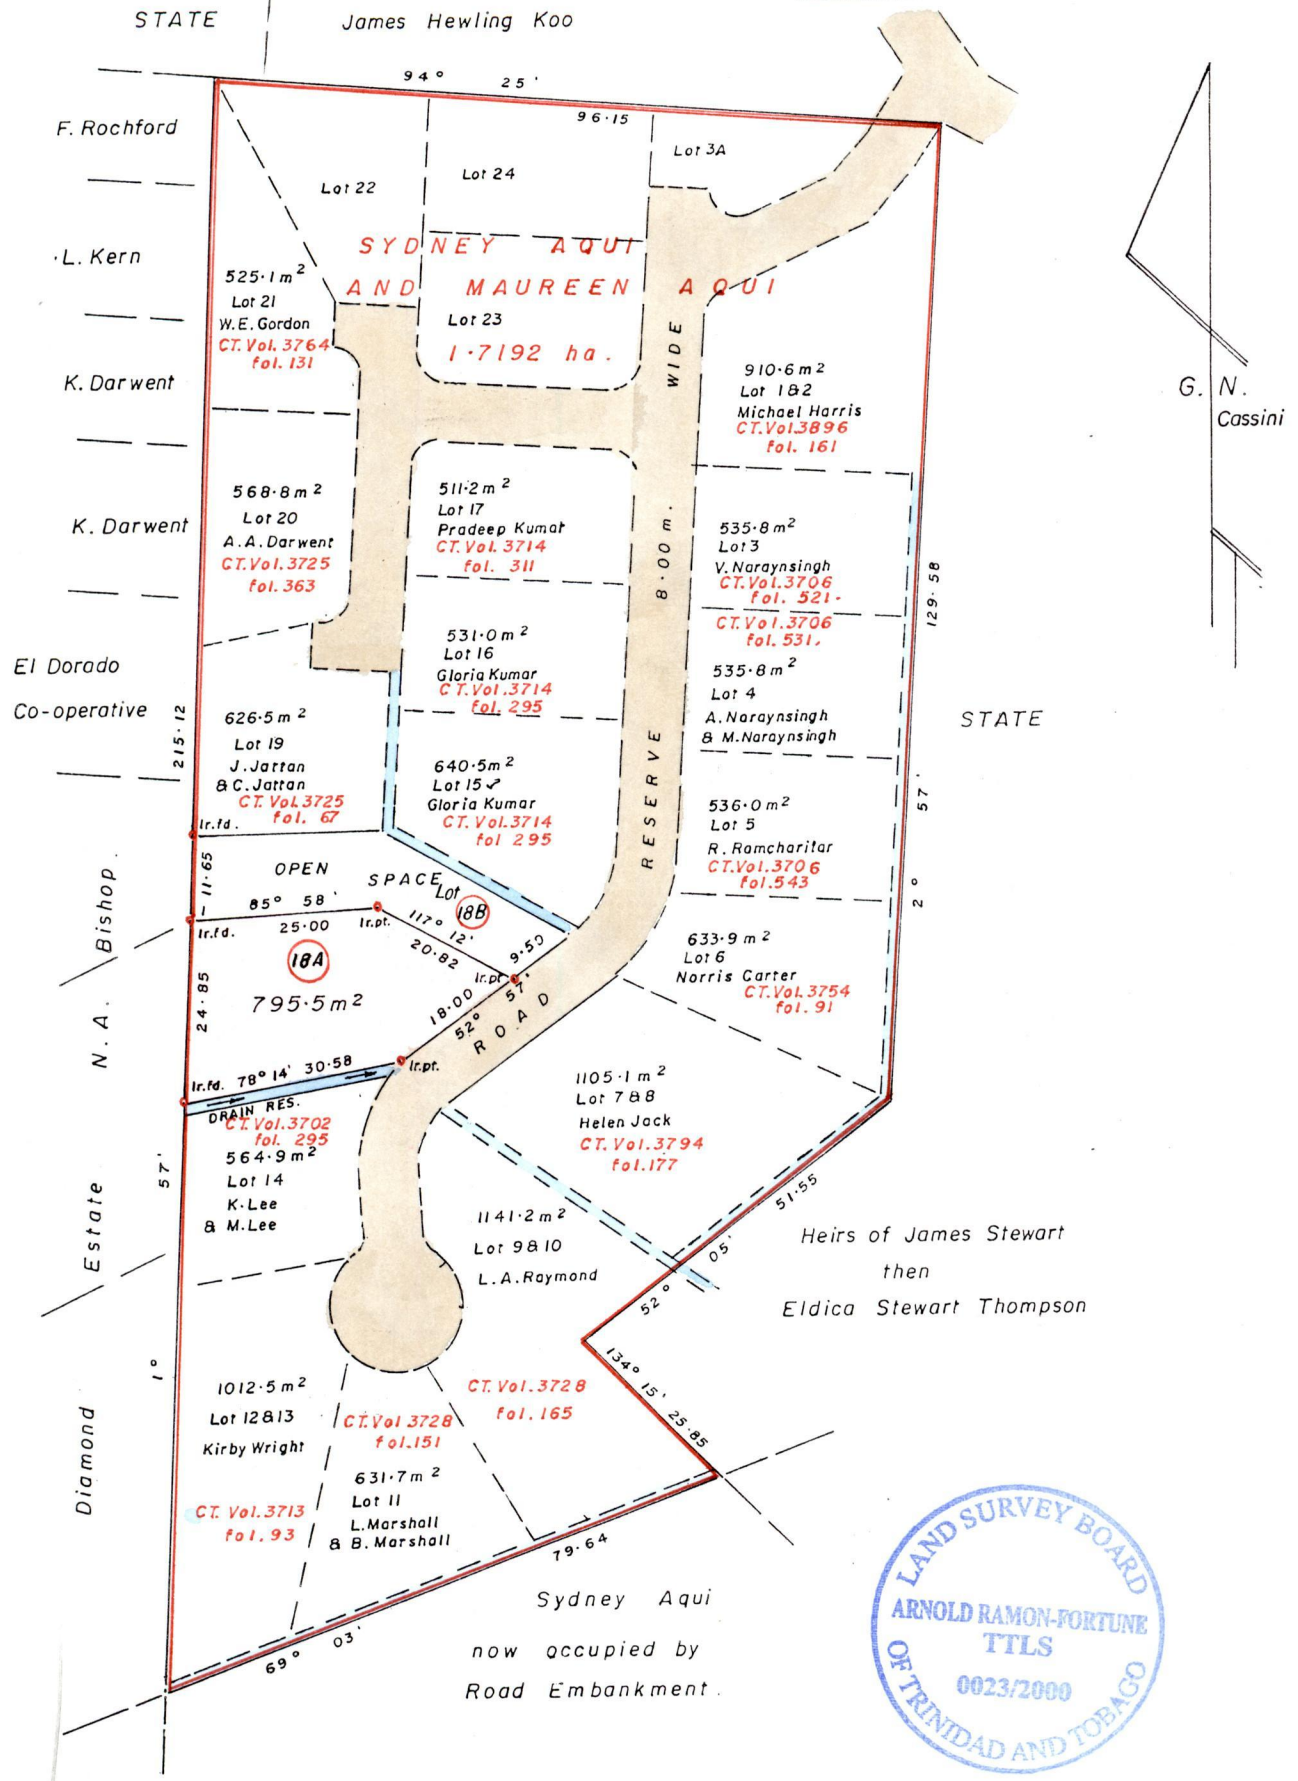 STATE
James Hewling Koo
94° 25'
96·15
F. Rochford
Lot 3A
Lot 24
Lot 22
L. Kern
SYDNEY AQUI
AND MAUREEN AQUI
525·1 m²
Lot 21
W.E. Gordon
CT. Vol. 3764
fol. 131
Lot 23
1·7192 ha.
K. Darwent
910·6 m²
Lot 1&2
Michael Harris
CT.Vol.3896
fol. 161
G. N.
Cassini
K. Darwent
568·8 m²
Lot 20
A.A. Darwent
CT.Vol.3725
fol.363
511·2 m²
Lot 17
Pradeep Kumar
CT.Vol. 3714
fol. 311
535·8 m²
Lot 3
V. Naraynsingh
CT.Vol.3706
fol. 521.
CT.Vol.3706
fol. 531.
535·8 m²
Lot 4
A. Naraynsingh
& M. Naraynsingh
129·58
531·0 m²
Lot 16
Gloria Kumar
CT.Vol.3714
fol. 295
El Dorado
Co-operative
215·12
626·5 m²
Lot 19
J. Jattan
& C. Jattan
CT. Vol. 3725
fol. 67
640·5 m²
Lot 15
Gloria Kumar
CT. Vol. 3714
fol 295
ROAD RESERVE 8·00 m. WIDE
STATE
536·0 m²
Lot 5
R. Ramcharitar
CT.Vol.3706
fol.543
2° 57'
Ir.fd.
11·65
OPEN SPACE
Lot 18B
85° 58'
25·00
Ir.fd.
Ir.pt.
117° 12'
20·82
9·50
Ir.pt
18A
795·5 m²
24·85
18·00
52° 57'
633·9 m²
Lot 6
Norris Carter
CT.Vol.3754
fol. 91
Ir.fd.
78° 14' 30·58
Ir.pt.
DRAIN RES.
CT. Vol.3702
fol. 295
564·9 m²
Lot 14
K. Lee
& M. Lee
1105·1 m²
Lot 7&8
Helen Jack
CT. Vol.3794
fol.177
Diamond Estate
N. A. Bishop.
1° 57'
51·55
52° 05'
1141·2 m²
Lot 9&10
L.A. Raymond
Heirs of James Stewart
then
Eldica Stewart Thompson
134° 15' 25·85
CT. Vol. 3728
fol. 165
1012·5 m²
Lot 12&13
Kirby Wright
CT. Vol.3713
fol. 93
CT.Vol 3728
fol.151
631·7 m²
Lot 11
L. Marshall
& B. Marshall
79·64
69° 03'
Sydney Aqui
now occupied by
Road Embankment.
LAND SURVEY BOARD
ARNOLD RAMON-FORTUNE
TTLS
0023/2000
OF TRINIDAD AND TOBAGO